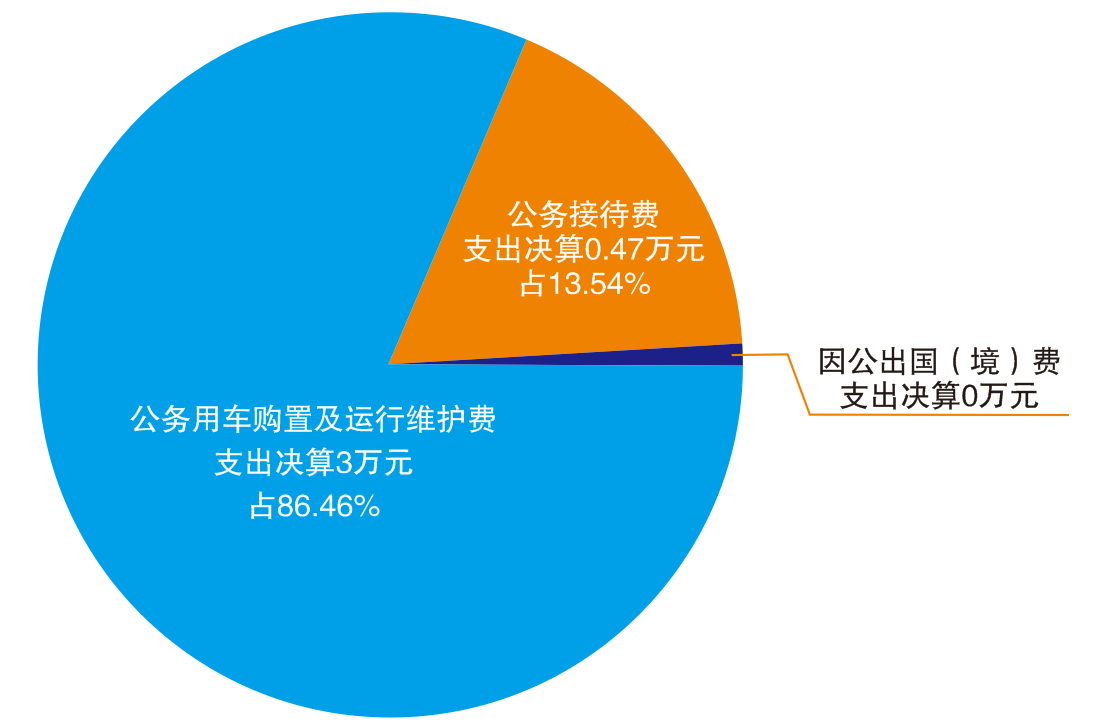 公务接待费
支出决算0.47万元
占13.54%
因公出国（境）费
支出决算0万元
公务用车购置及运行维护费
支出决算3万元
占86.46%